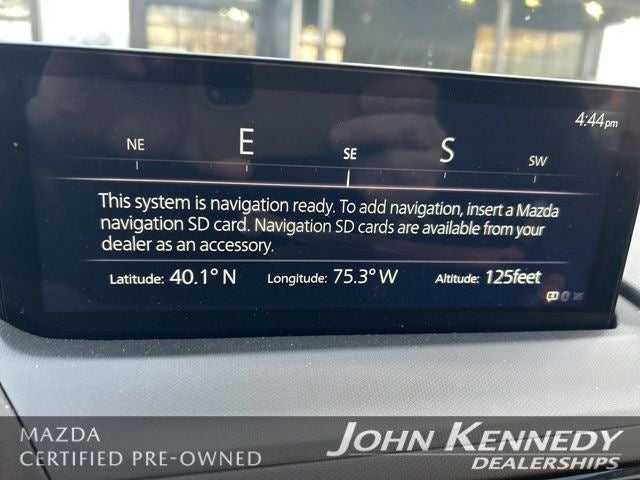 4:44pm
NE E SE S SW
This system is navigation ready. To add navigation, insert a Mazda
navigation SD card. Navigation SD cards are available from your
dealer as an accessory.
Latitude: 40.1° N Longitude: 75.3° W Altitude: 125feet
MAZDA
CERTIFIED PRE-OWNED
JOHN KENNEDY
DEALERSHIPS